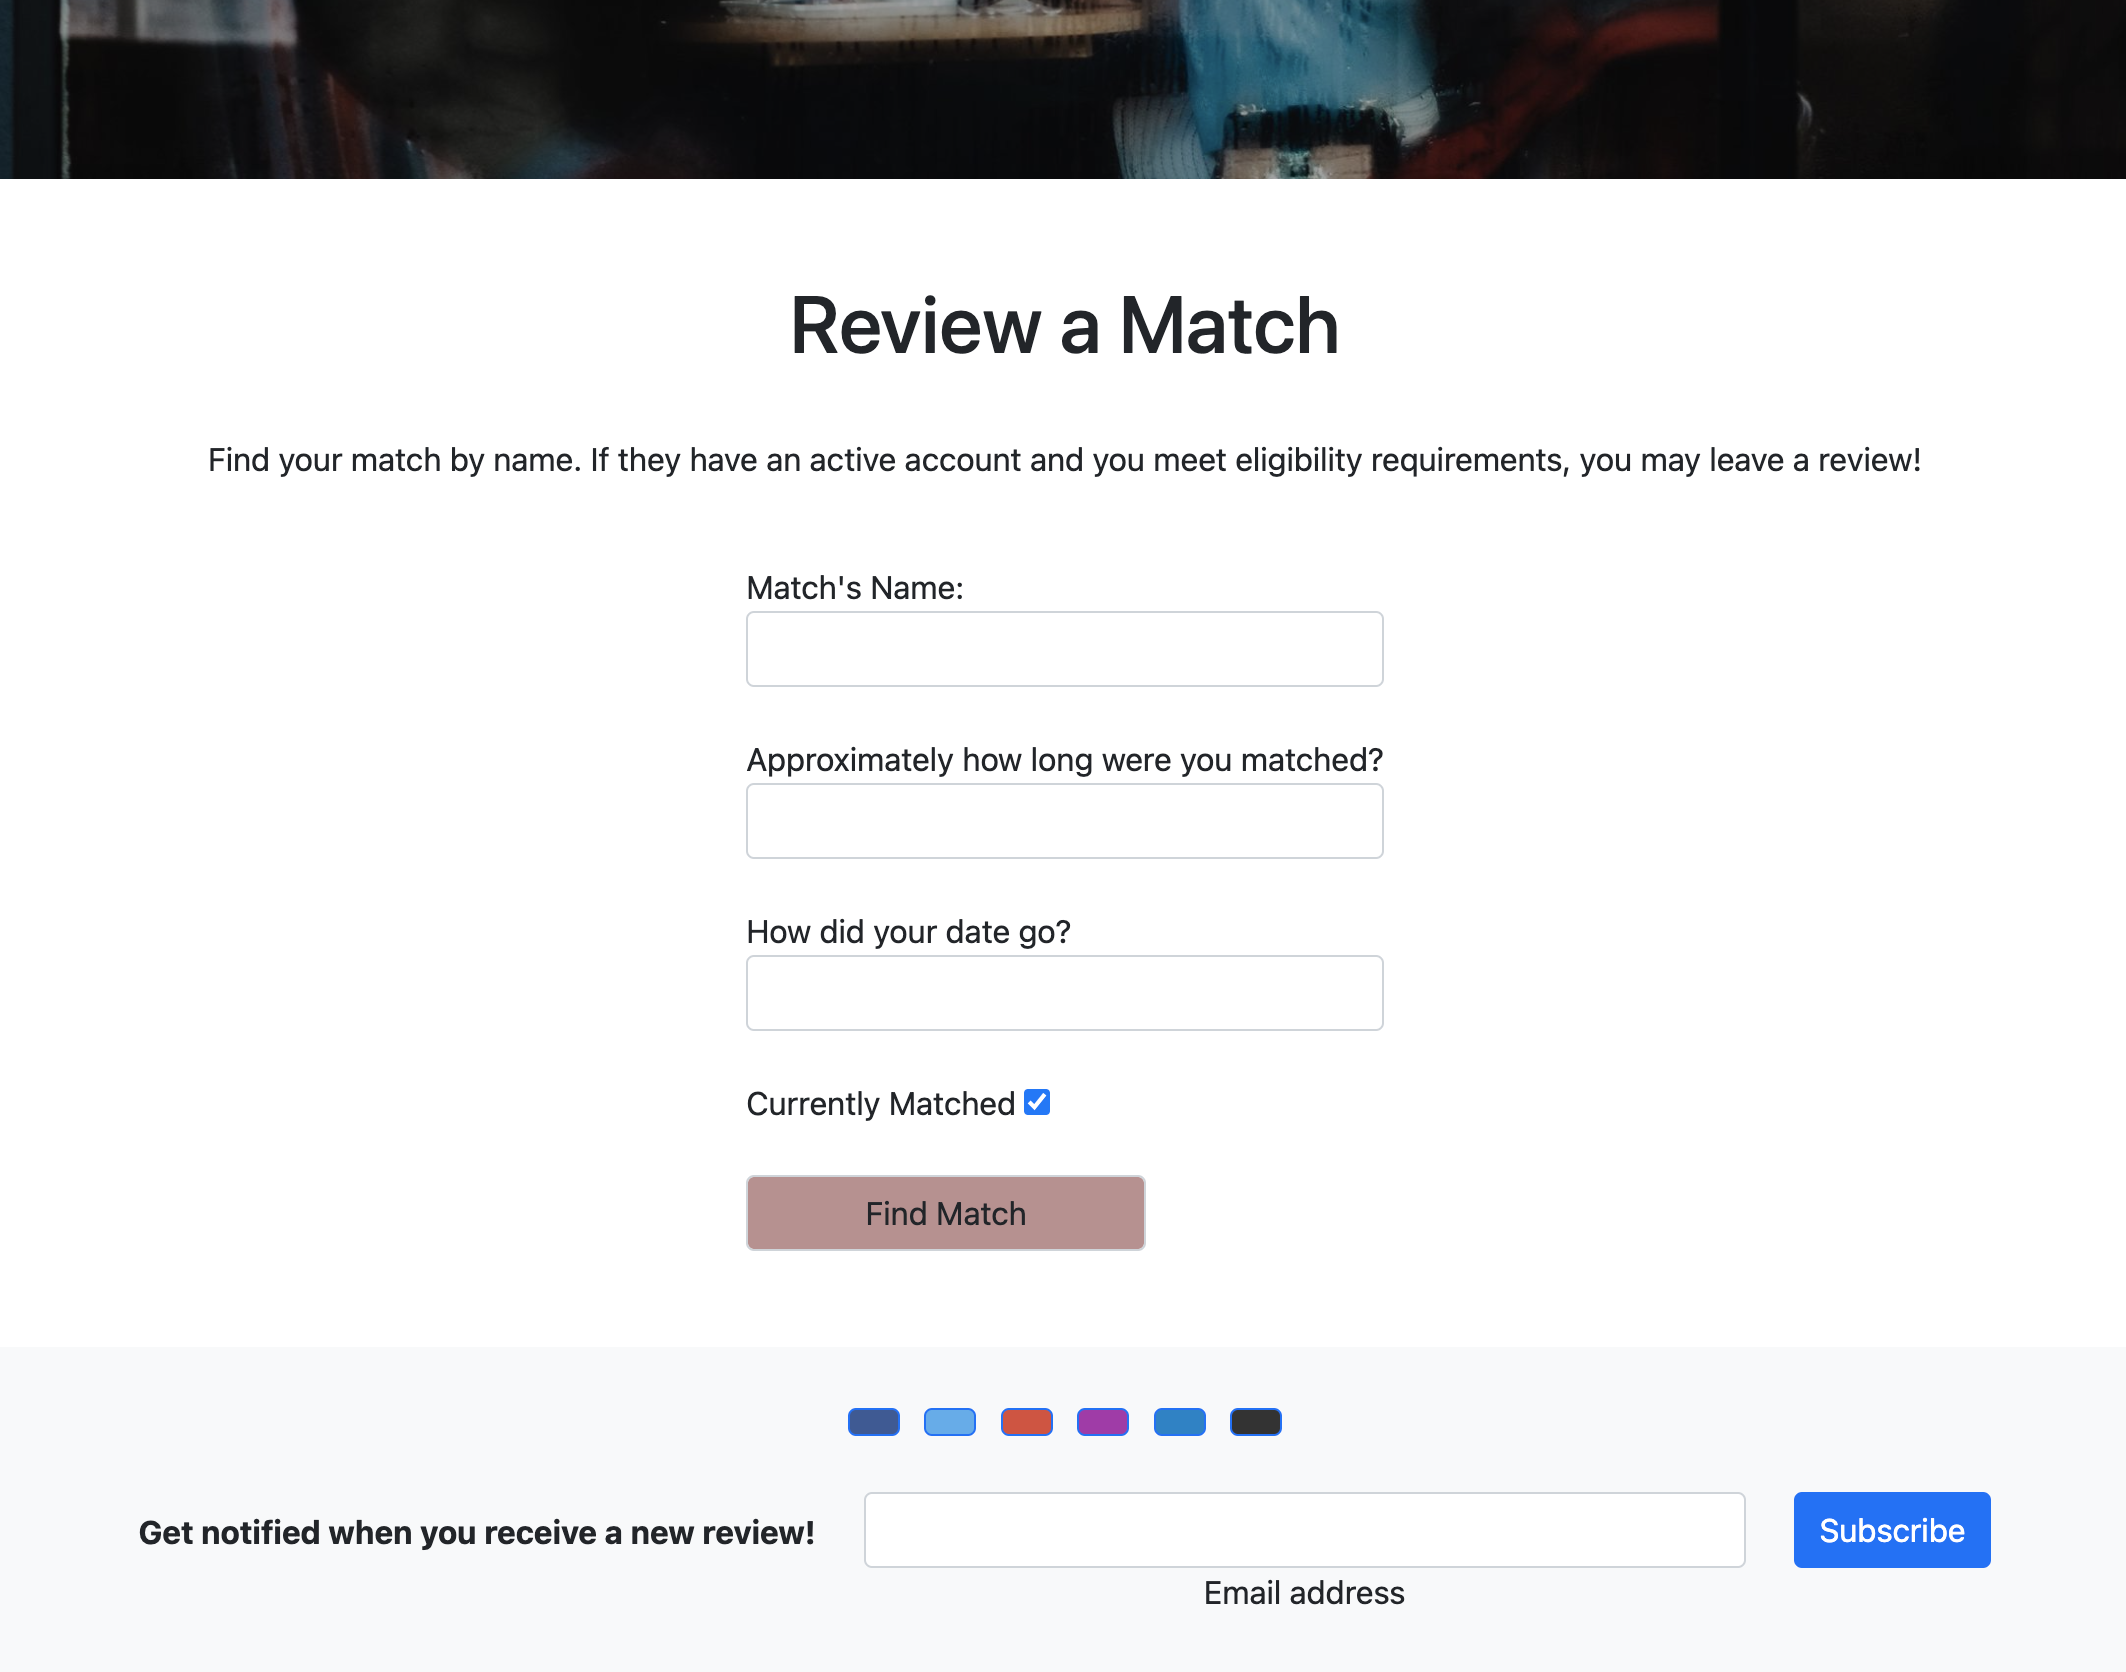 Review a Match
Find your match by name. If they have an active account and you meet eligibility requirements, you may leave a review!
Match's Name:
Approximately how long were you matched?
How did your date go?
Currently Matched
Find Match
Get notified when you receive a new review!
Subscribe
Email address